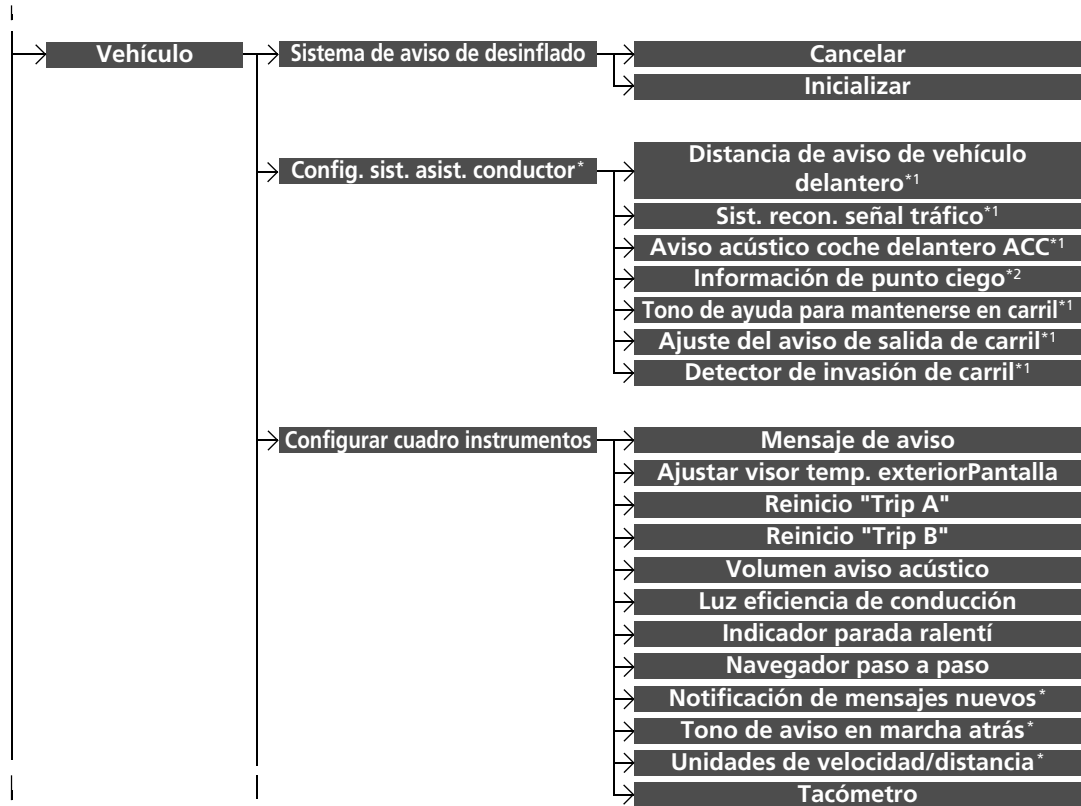 Vehículo
Sistema de aviso de desinflado
Cancelar
Inicializar
Config. sist. asist. conductor*
Distancia de aviso de vehículo
delantero*1
Sist. recon. señal tráfico*1
Aviso acústico coche delantero ACC*1
Información de punto ciego*2
Tono de ayuda para mantenerse en carril*1
Ajuste del aviso de salida de carril*1
Detector de invasión de carril*1
Configurar cuadro instrumentos
Mensaje de aviso
Ajustar visor temp. exteriorPantalla
Reinicio "Trip A"
Reinicio "Trip B"
Volumen aviso acústico
Luz eficiencia de conducción
Indicador parada ralentí
Navegador paso a paso
Notificación de mensajes nuevos*
Tono de aviso en marcha atrás*
Unidades de velocidad/distancia*
Tacómetro